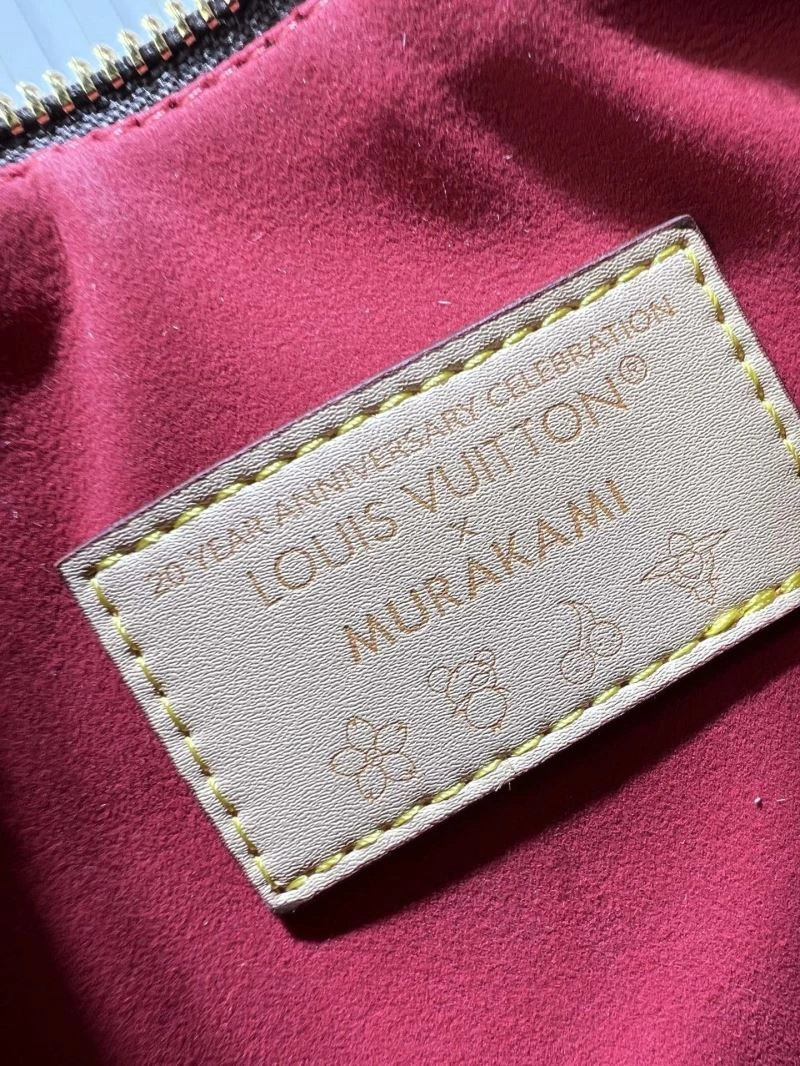 20 YEAR ANNIVERSARY CELEBRATION
LOUIS VUITTON®
×
MURAKAMI